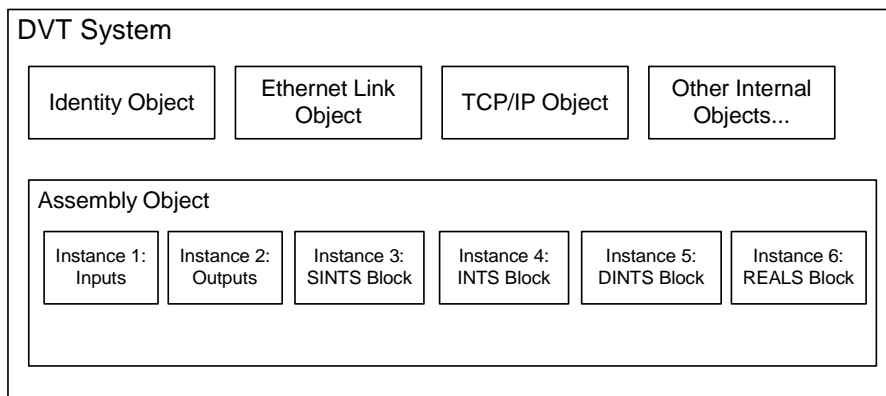 DVT System
Identity Object
Ethernet Link
Object
TCP/IP Object
Other Internal
Objects...
Assembly Object
Instance 1:
Inputs
Instance 2:
Outputs
Instance 3:
SINTS Block
Instance 4:
INTS Block
Instance 5:
DINTS Block
Instance 6:
REALS Block